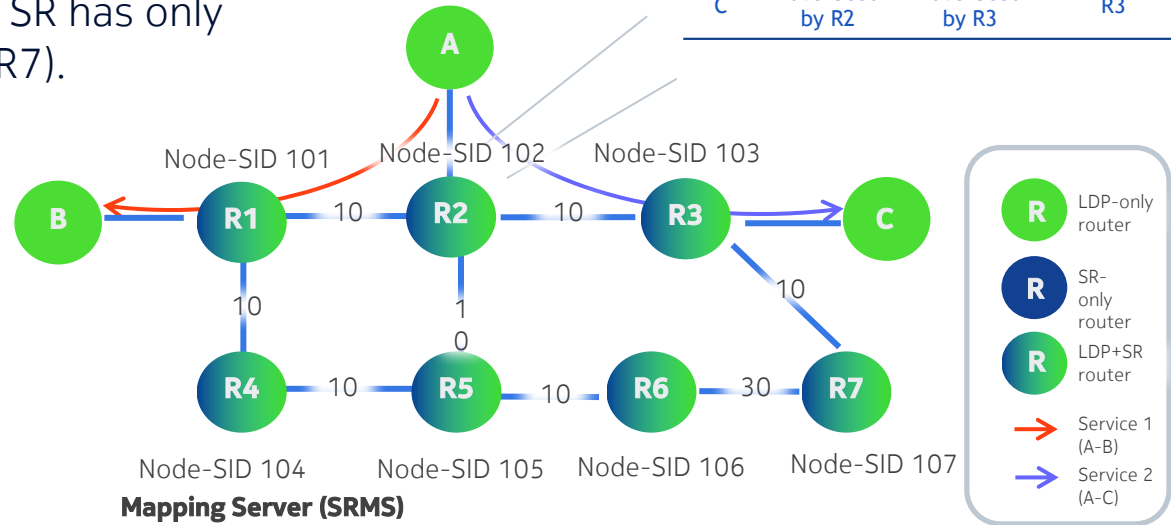 SR has only
R7).
C
by R2
by R3
R3
A
Node-SID 101
Node-SID 102
Node-SID 103
B
R1
10
R2
10
R3
C
10
1
0
10
R4
10
R5
10
R6
30
R7
Node-SID 104
Node-SID 105
Node-SID 106
Node-SID 107
Mapping Server (SRMS)
R
LDP-only
router
R
SR-
only
router
R
LDP+SR
router
Service 1
(A-B)
Service 2
(A-C)